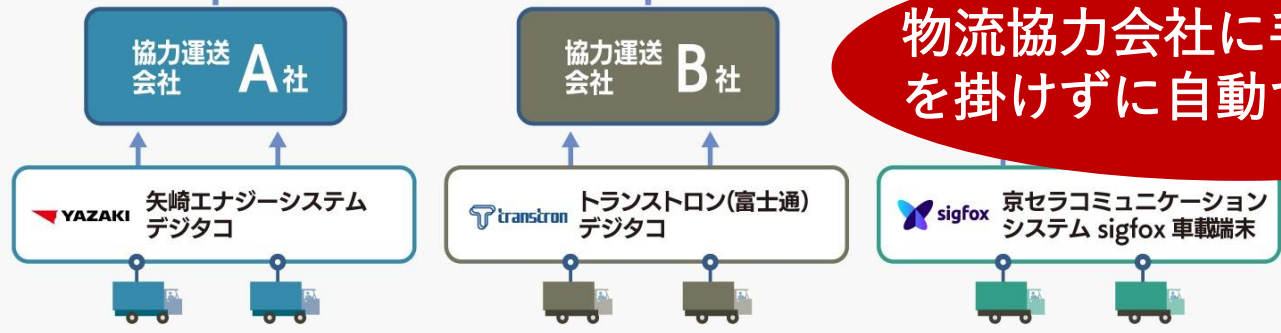 協力運送
会社 A社
協力運送
会社 B社
物流協力会社に
を掛けずに自動
YAZAKI 矢崎エナジーシステム
デジタコ
transtron トランストロン(富士通)
デジタコ
sigfox 京セラコミュニケーション
システム sigfox 車載端末